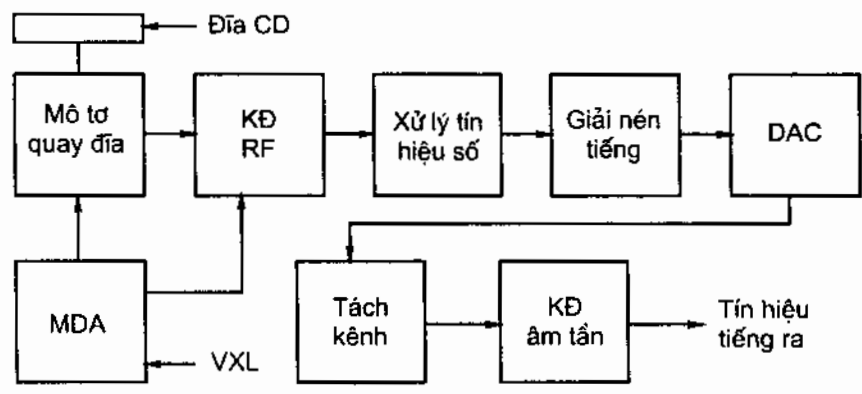 Đĩa CD
Mô tơ
quay đĩa
KĐ
RF
Xử lý tín
hiệu số
Giải nén
tiếng
DAC
MDA
VXL
Tách
kênh
KĐ
âm tần
Tín hiệu
tiếng ra